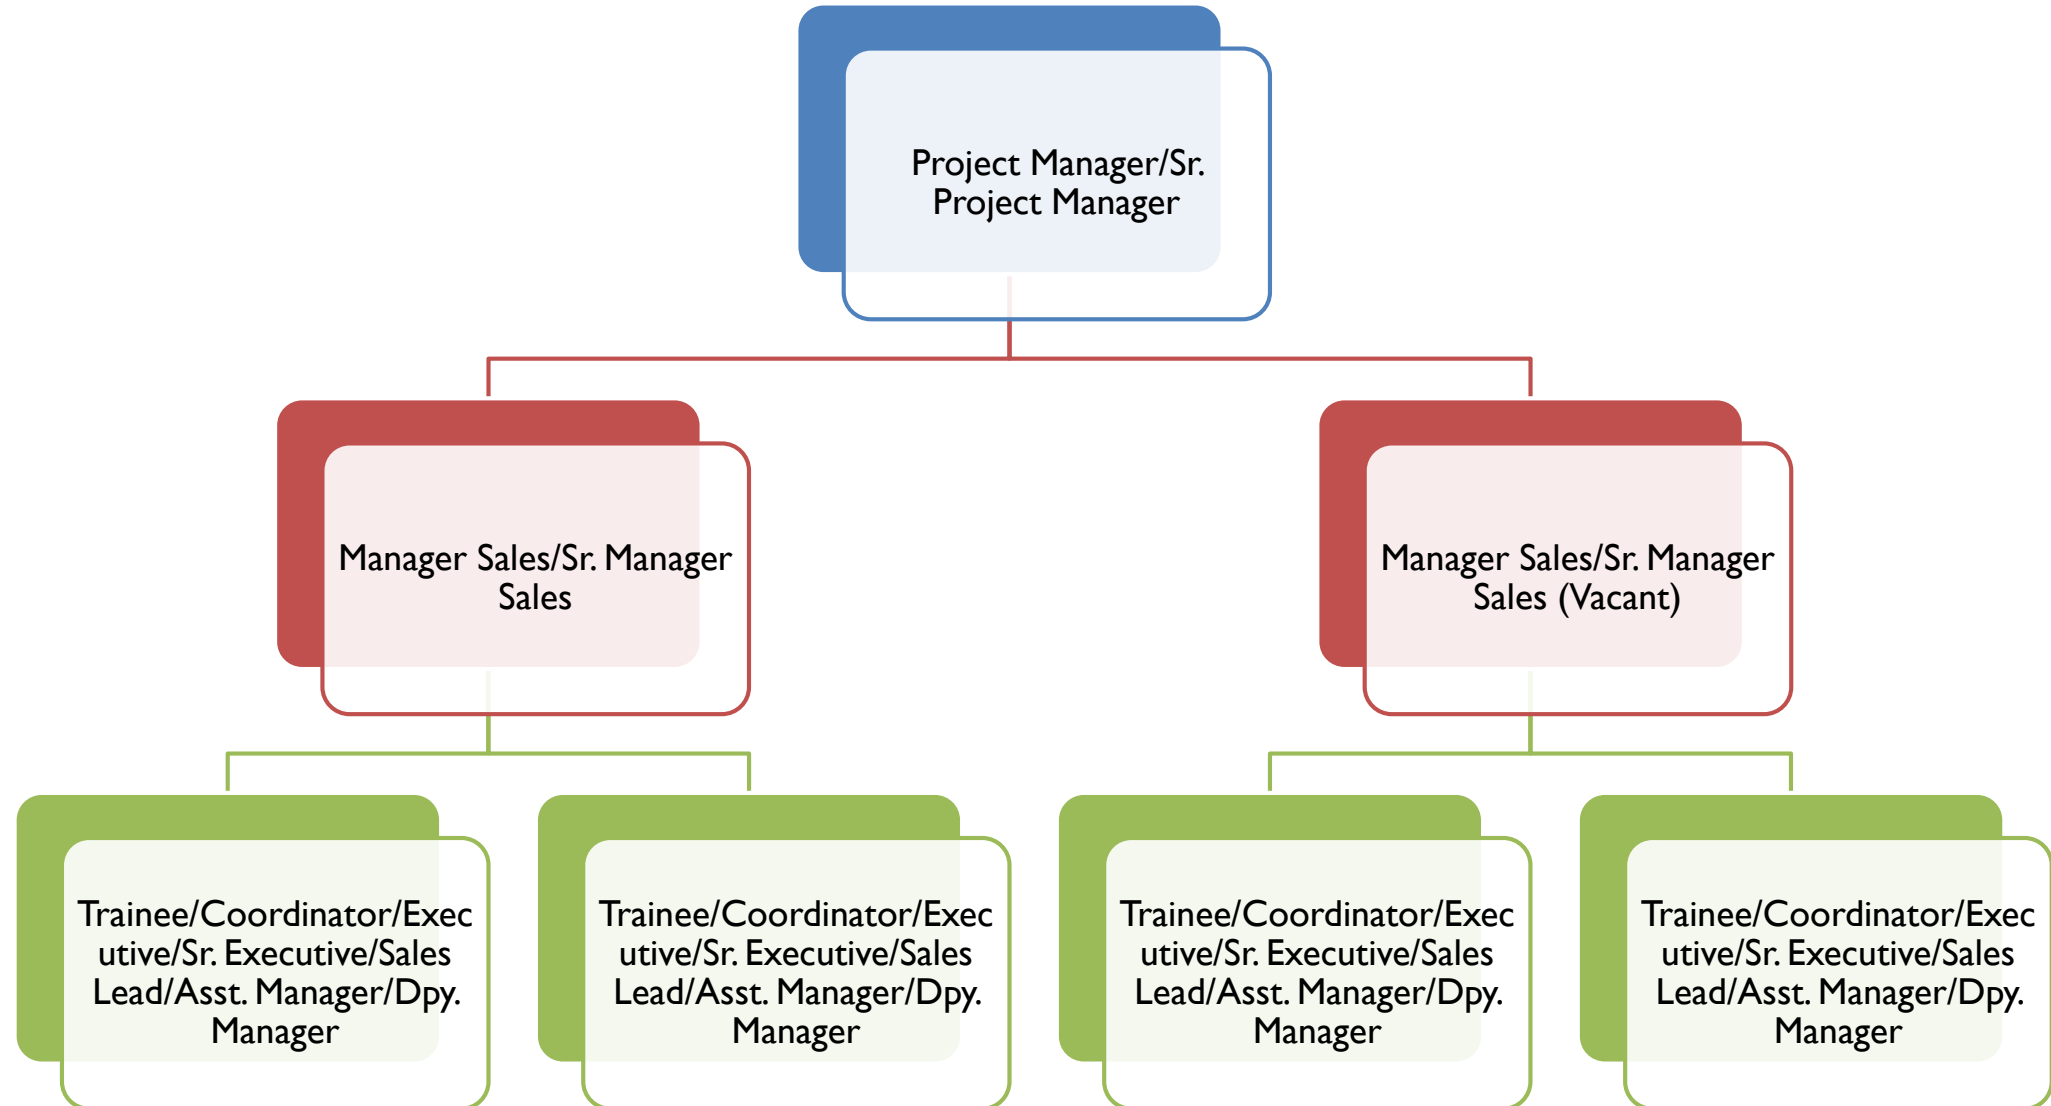 Project Manager/Sr.
Project Manager
Manager Sales/Sr. Manager
Sales
Manager Sales/Sr. Manager
Sales (Vacant)
Trainee/Coordinator/Exec
utive/Sr. Executive/Sales
Lead/Asst. Manager/Dpy.
Manager
Trainee/Coordinator/Exec
utive/Sr. Executive/Sales
Lead/Asst. Manager/Dpy.
Manager
Trainee/Coordinator/Exec
utive/Sr. Executive/Sales
Lead/Asst. Manager/Dpy.
Manager
Trainee/Coordinator/Exec
utive/Sr. Executive/Sales
Lead/Asst. Manager/Dpy.
Manager